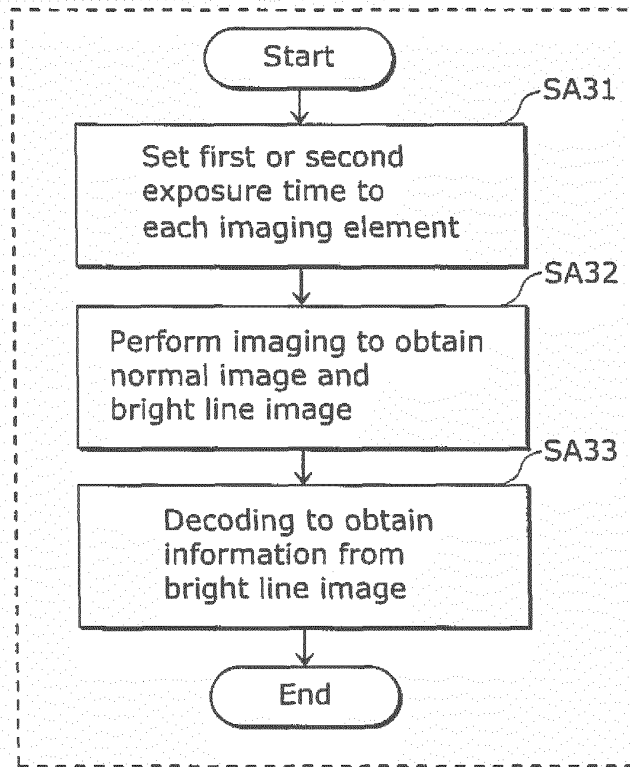 Start
SA31
Set first or second
exposure time to
each imaging element
SA32
Perform imaging to obtain
normal image and
bright line image
SA33
Decoding to obtain
information from
bright line image
End